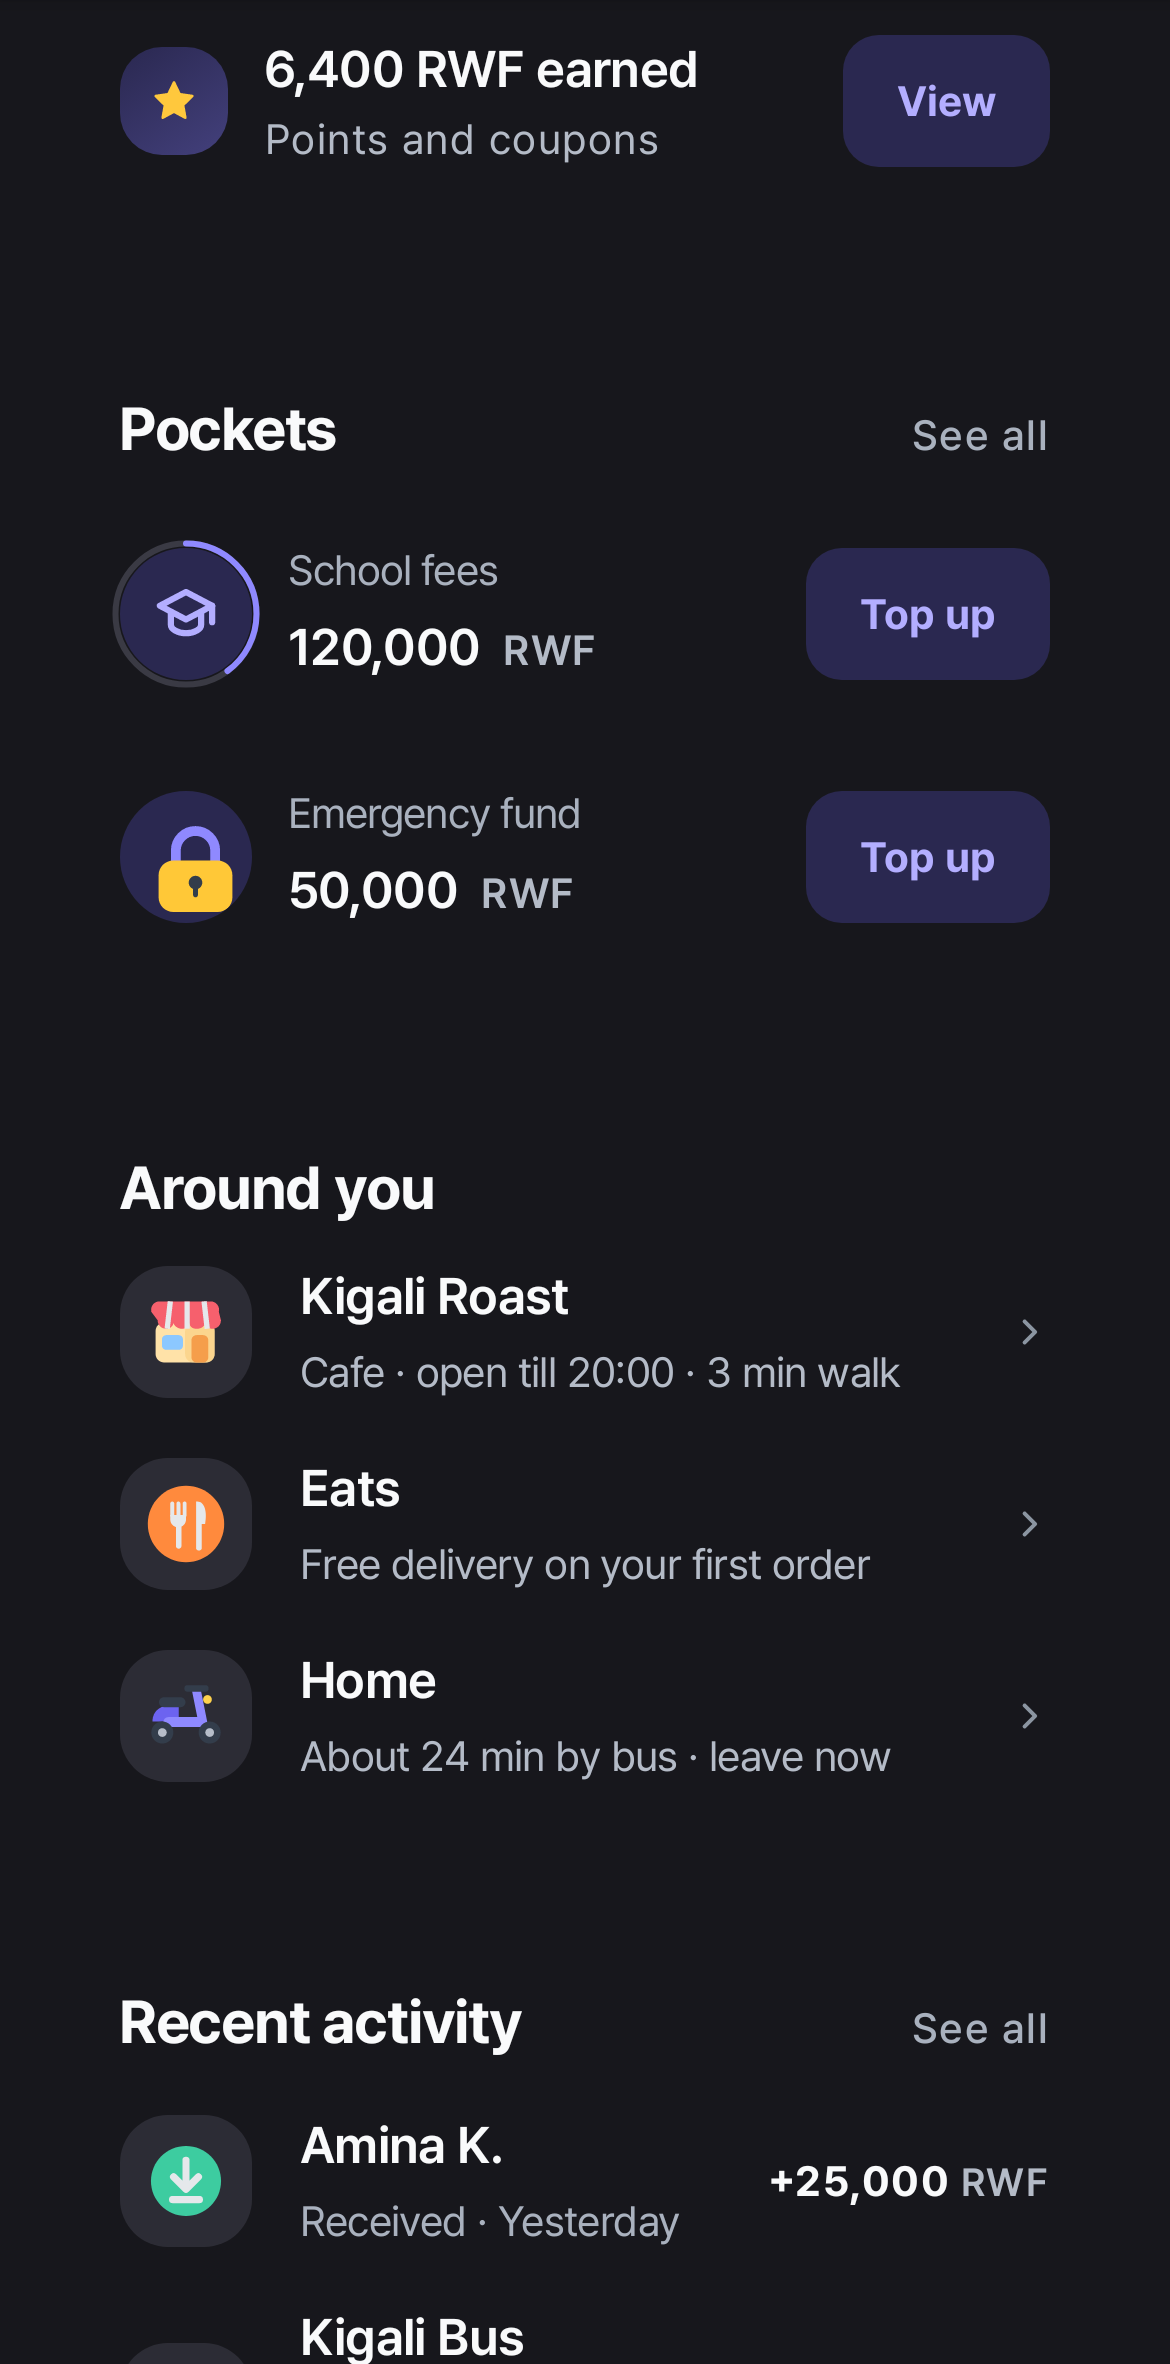 6,400 RWF earned
Points and coupons
View
Pockets
See all
School fees
120,000 RWF
Top up
Emergency fund
50,000 RWF
Top up
Around you
Kigali Roast
Cafe · open till 20:00 · 3 min walk
Eats
Free delivery on your first order
Home
About 24 min by bus · leave now
Recent activity
See all
Amina K.
Received · Yesterday
+25,000 RWF
Kigali Bus